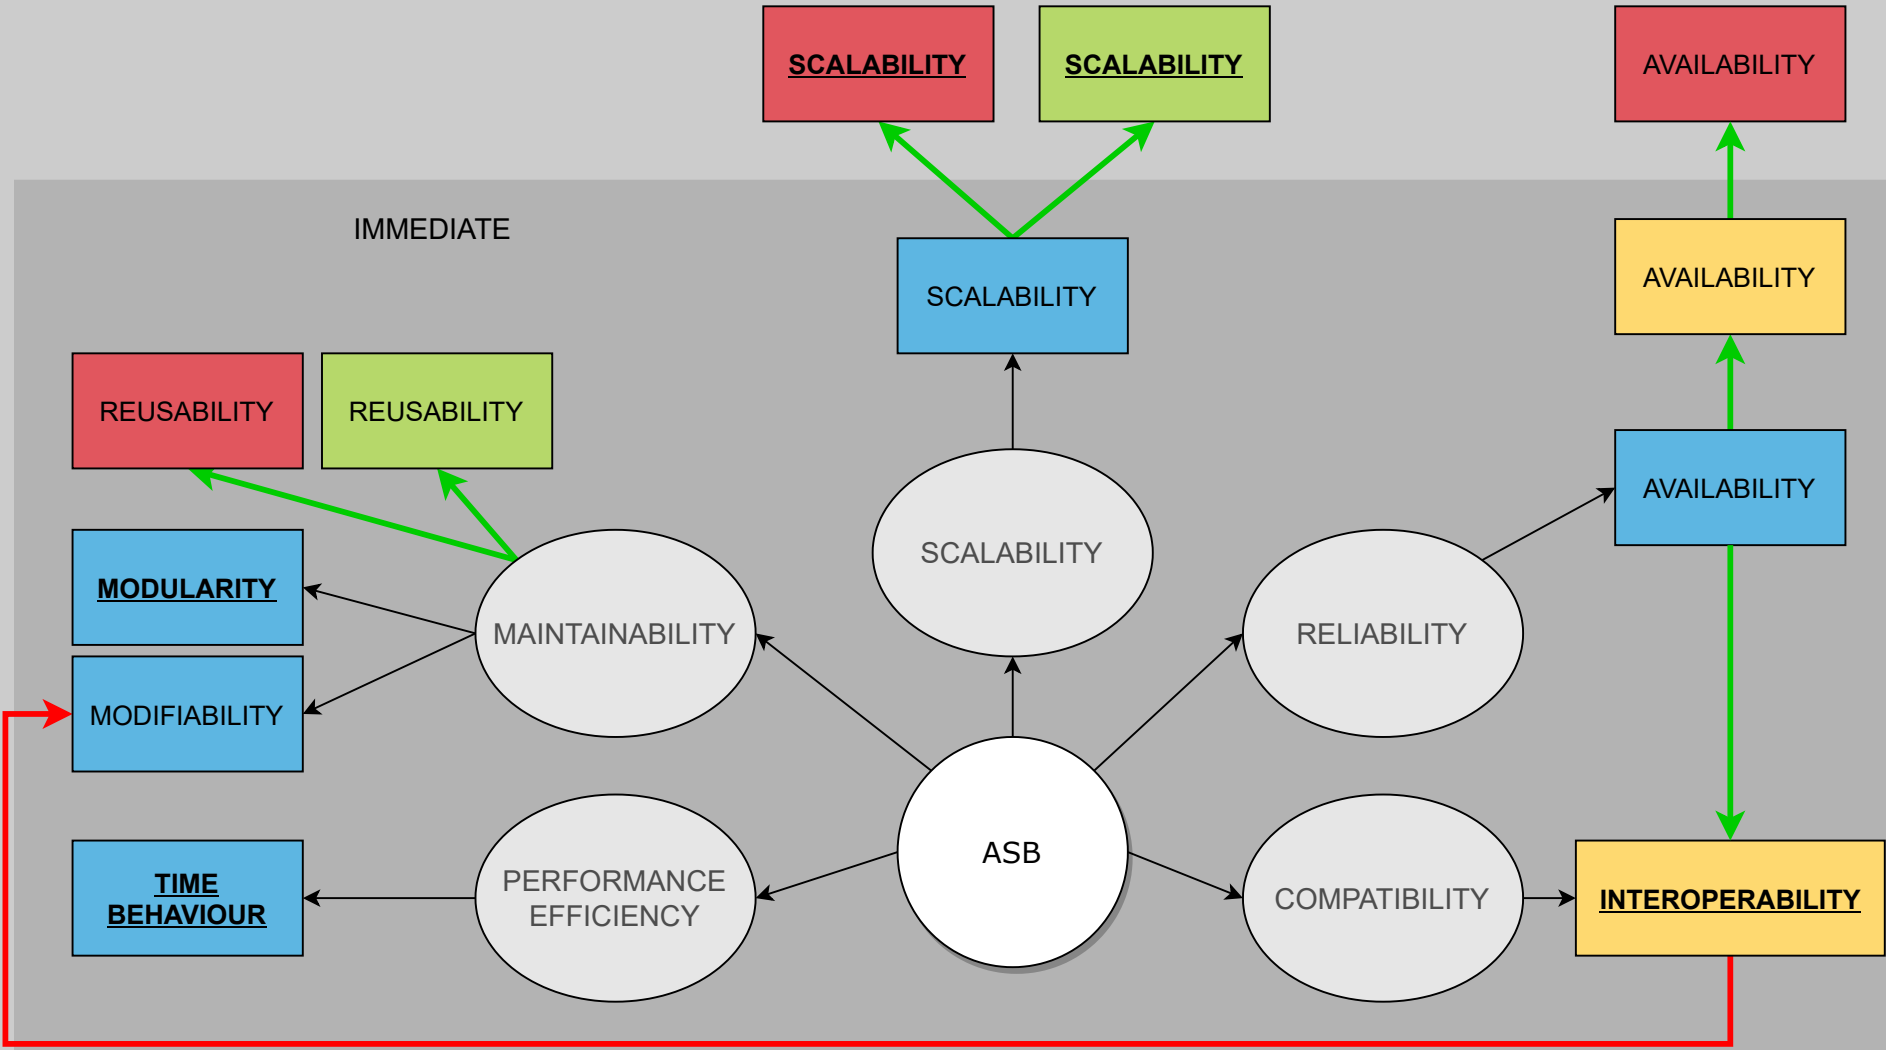 SCALABILITY
SCALABILITY
AVAILABILITY
IMMEDIATE
SCALABILITY
AVAILABILITY
REUSABILITY
REUSABILITY
AVAILABILITY
SCALABILITY
MODULARITY
MAINTAINABILITY
RELIABILITY
MODIFIABILITY
TIME
BEHAVIOUR
PERFORMANCE
EFFICIENCY
ASB
COMPATIBILITY
INTEROPERABILITY